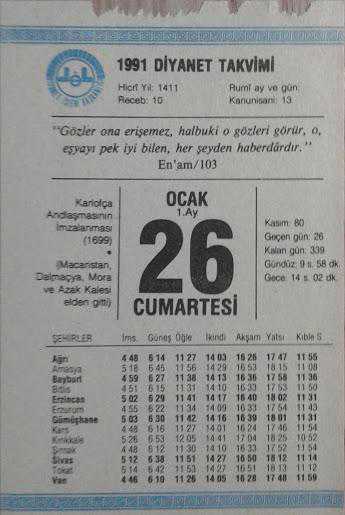 1991 DİYANET TAKVİMİ
Hicrî Yıl: 1411
Receb: 10
Rumî ay ve gün:
Kanunisani: 13
"Gözler ona erişemez, halbuki o gözleri görür, o,
eşyayı pek iyi bilen, her şeyden haberdârdır."
En'am/103
Karlofça
Andlaşmasının
İmzalanması
(1699)
•
(Macaristan,
Dalmaçya, Mora
ve Azak Kalesi
elden gitti)
OCAK
1.Ay
26
CUMARTESİ
Kasım: 80
Geçen gün: 26
Kalan gün: 339
Gündüz: 9 s. 58 dk.
Gece: 14 s. 02 dk.
ŞEHİRLER İms. Güneş Öğle İkindi Akşam Yatsı Kıble S.
Ağrı 4 48 6 14 11 27 14 03 16 26 17 47 11 55
Amasya 5 18 6 45 11 56 14 29 16 53 18 15 11 08
Bayburt 4 59 6 27 11 38 14 13 16 36 17 58 11 36
Bitlis 4 51 6 15 11 31 14 10 16 33 17 53 11 50
Erzincan 5 02 6 29 11 41 14 17 16 40 18 02 11 31
Erzurum 4 55 6 22 11 34 14 09 16 33 17 54 11 43
Gümüşhane 5 03 6 30 11 42 14 16 16 39 18 01 11 31
Kars 4 48 6 16 11 27 14 01 16 24 17 46 11 54
Kırıkkale 5 26 6 53 12 05 14 41 17 04 18 25 10 52
Şırnak 4 48 6 12 11 30 14 10 16 33 17 52 11 54
Sivas 5 12 6 38 11 51 14 27 16 50 18 12 11 14
Tokat 5 14 6 42 11 53 14 27 16 51 18 13 11 12
Van 4 46 6 10 11 26 14 05 16 28 17 48 11 59